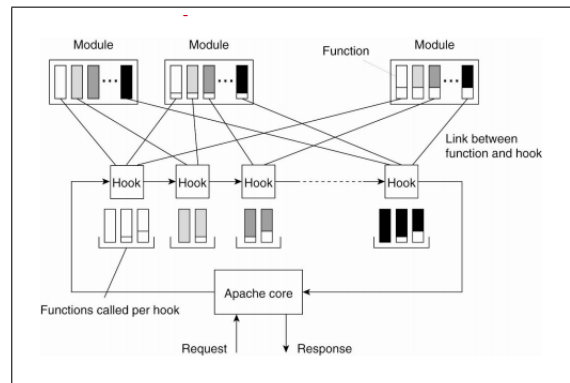 Module
Module
Function
Module
Link between
function and hook
Hook
Hook
Hook
Hook
Functions called per hook
Apache core
Request
Response